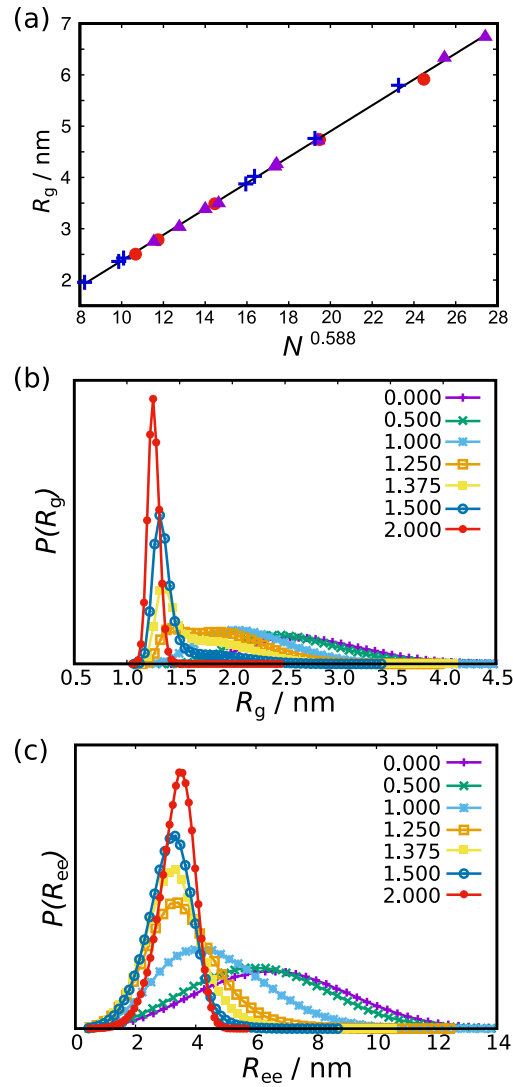 (a)
7
6
5
4
3
2
R_g / nm
8 10 12 14 16 18 20 22 24 26 28
N^0.588
(b)
0.000
0.500
1.000
1.250
1.375
1.500
2.000
P(R_g)
0.5 1.0 1.5 2.0 2.5 3.0 3.5 4.0 4.5
R_g / nm
(c)
0.000
0.500
1.000
1.250
1.375
1.500
2.000
P(R_ee)
0 2 4 6 8 10 12 14
R_ee / nm